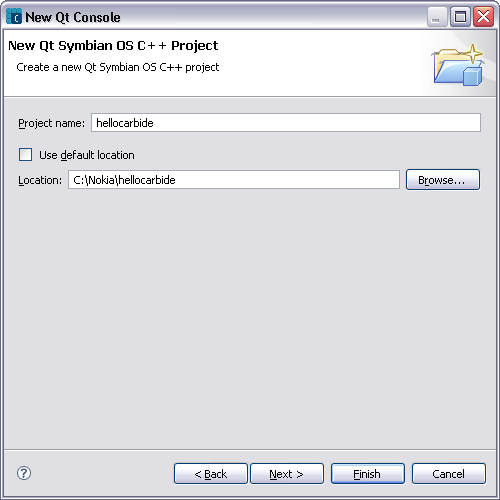 New Qt Console
New Qt Symbian OS C++ Project
Create a new Qt Symbian OS C++ project
Project name: hellocarbide
Use default location
Location: C:\Nokia\hellocarbide Browse...
? < Back Next > Finish Cancel